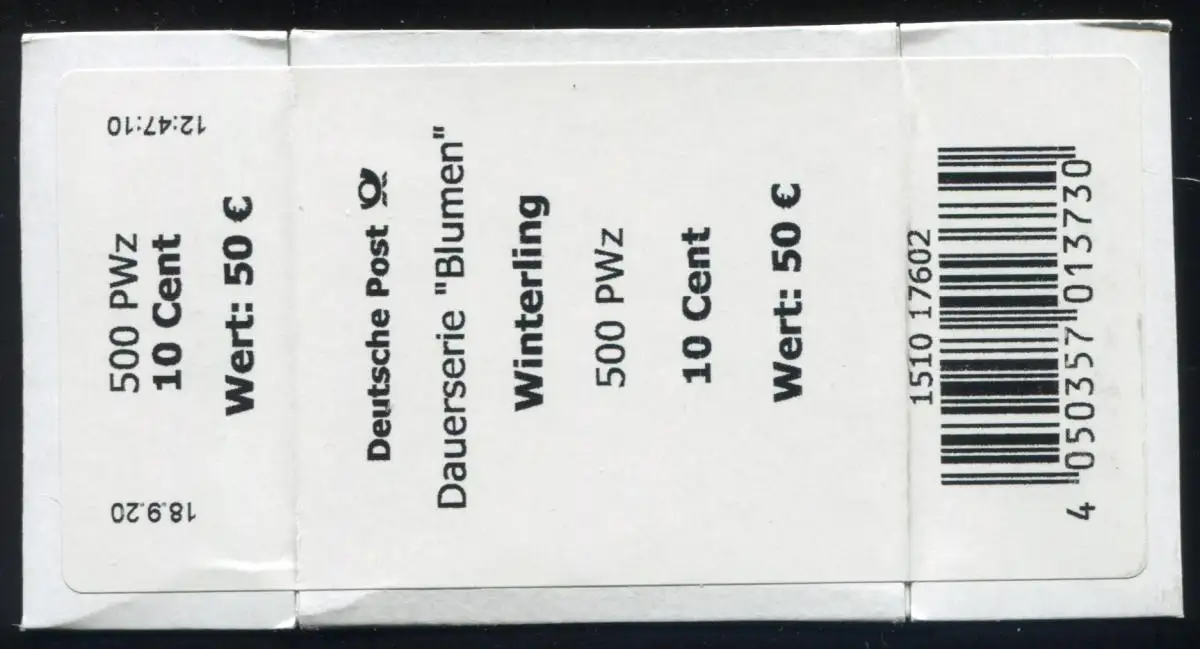 12:47:10
18.9.20
500 PWz
10 Cent
Wert: 50 €
Deutsche Post
Dauerserie "Blumen"
Winterling
500 PWz
10 Cent
Wert: 50 €
1510 17602
4 050357 013730